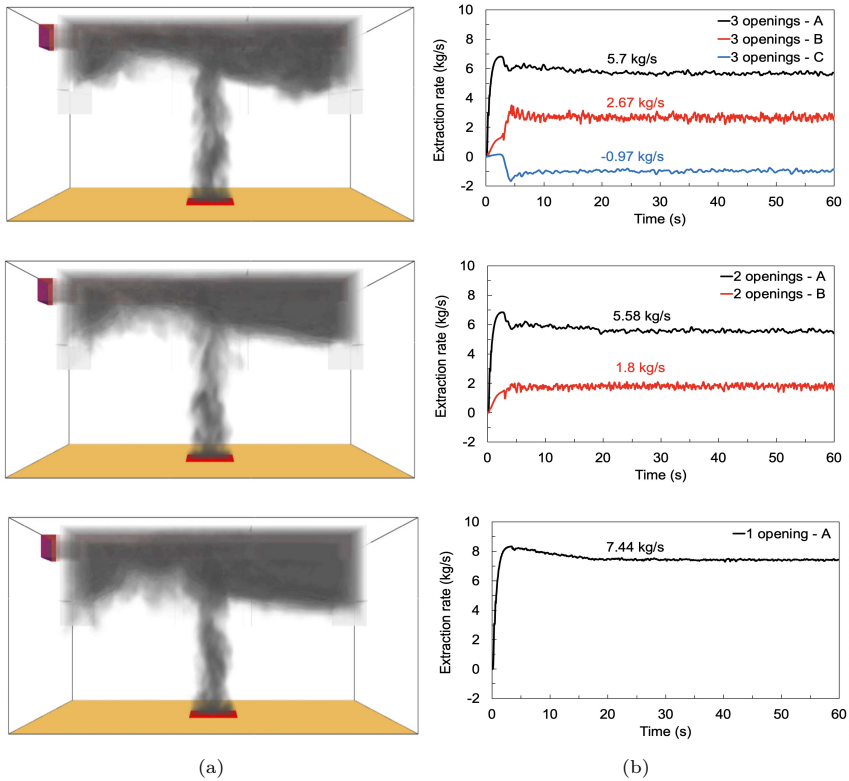 10
8
6
4
2
0
-2
Extraction rate (kg/s)
3 openings - A
3 openings - B
3 openings - C
5.7 kg/s
2.67 kg/s
-0.97 kg/s
0 10 20 30 40 50 60
Time (s)
10
8
6
4
2
0
-2
Extraction rate (kg/s)
2 openings - A
2 openings - B
5.58 kg/s
1.8 kg/s
0 10 20 30 40 50 60
Time (s)
10
8
6
4
2
0
-2
Extraction rate (kg/s)
1 opening - A
7.44 kg/s
0 10 20 30 40 50 60
Time (s)
(a) (b)